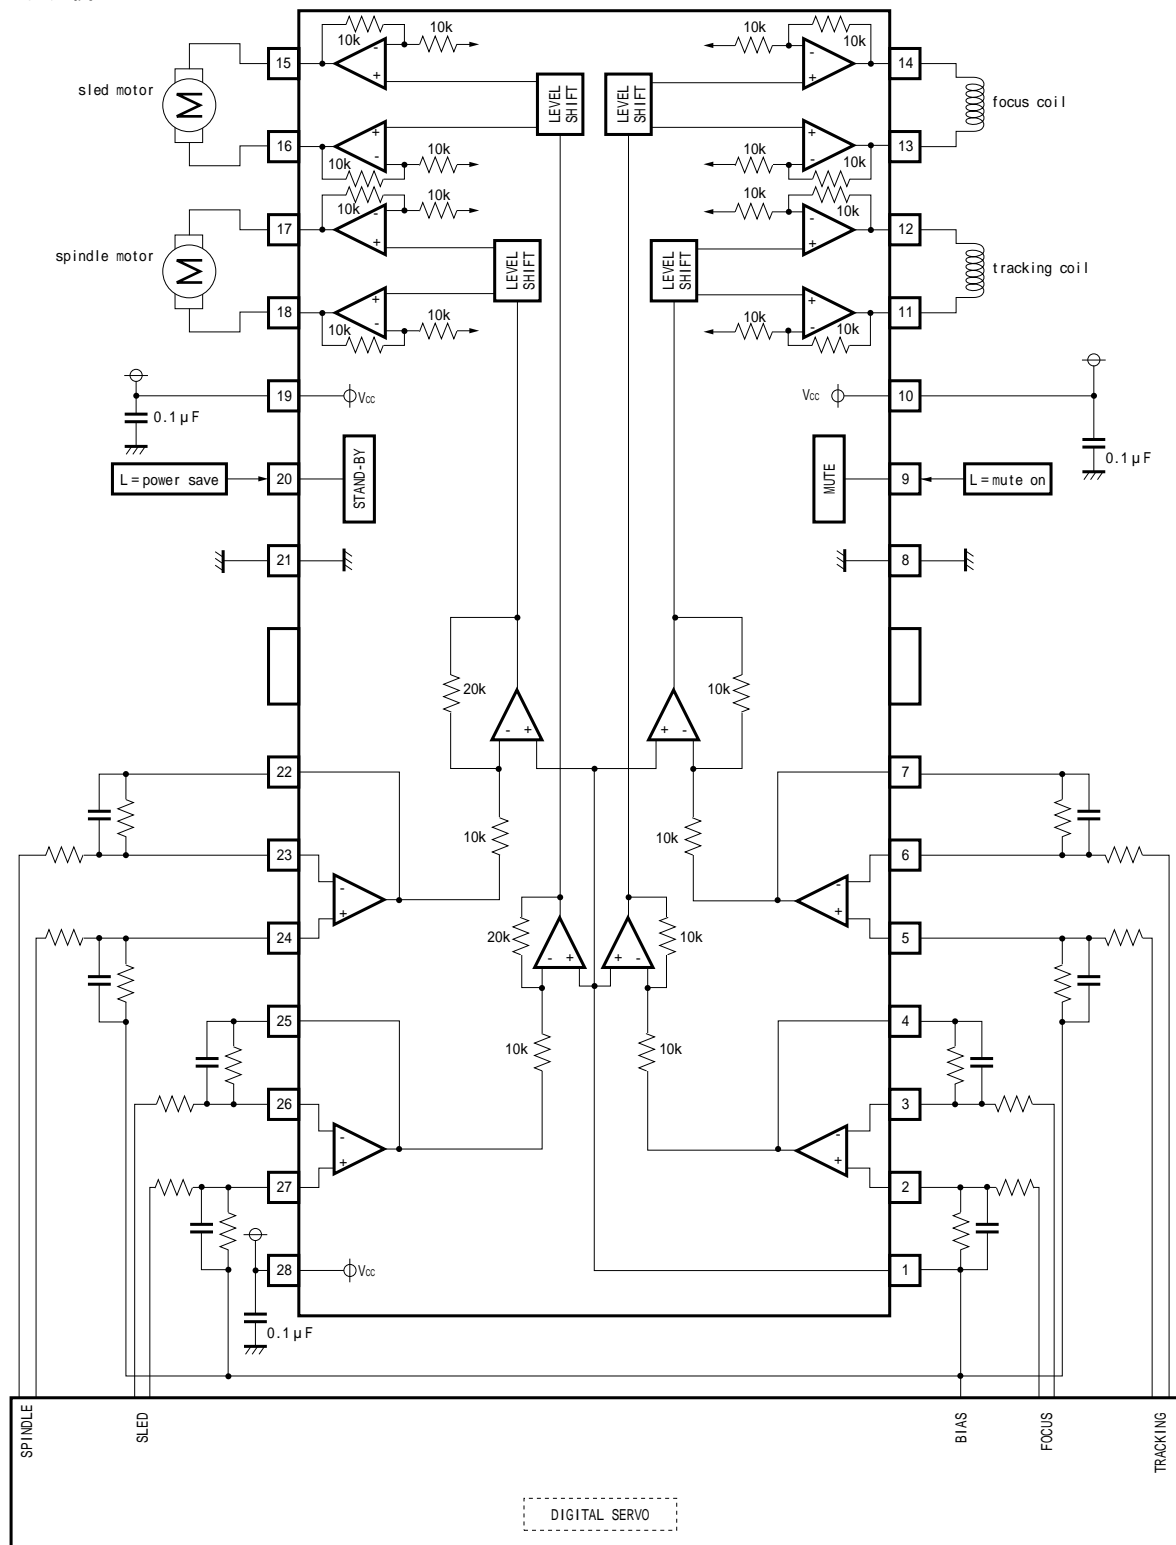 10k
10k
10k
10k
15
14
sled motor
M
LEVEL SHIFT
LEVEL SHIFT
focus coil
16
13
10k
10k
10k
10k
10k
10k
10k
10k
17
12
spindle motor
M
LEVEL SHIFT
LEVEL SHIFT
tracking coil
18
11
10k
10k
10k
10k
19
Vcc
Vcc
10
0.1μF
0.1μF
L=power save
20
STAND-BY
MUTE
9
L=mute on
21
8
20k
10k
22
7
10k
10k
23
6
24
5
20k
10k
25
4
10k
10k
26
3
27
2
28
Vcc
1
0.1μF
SPINDLE
SLED
BIAS
FOCUS
TRACKING
DIGITAL SERVO